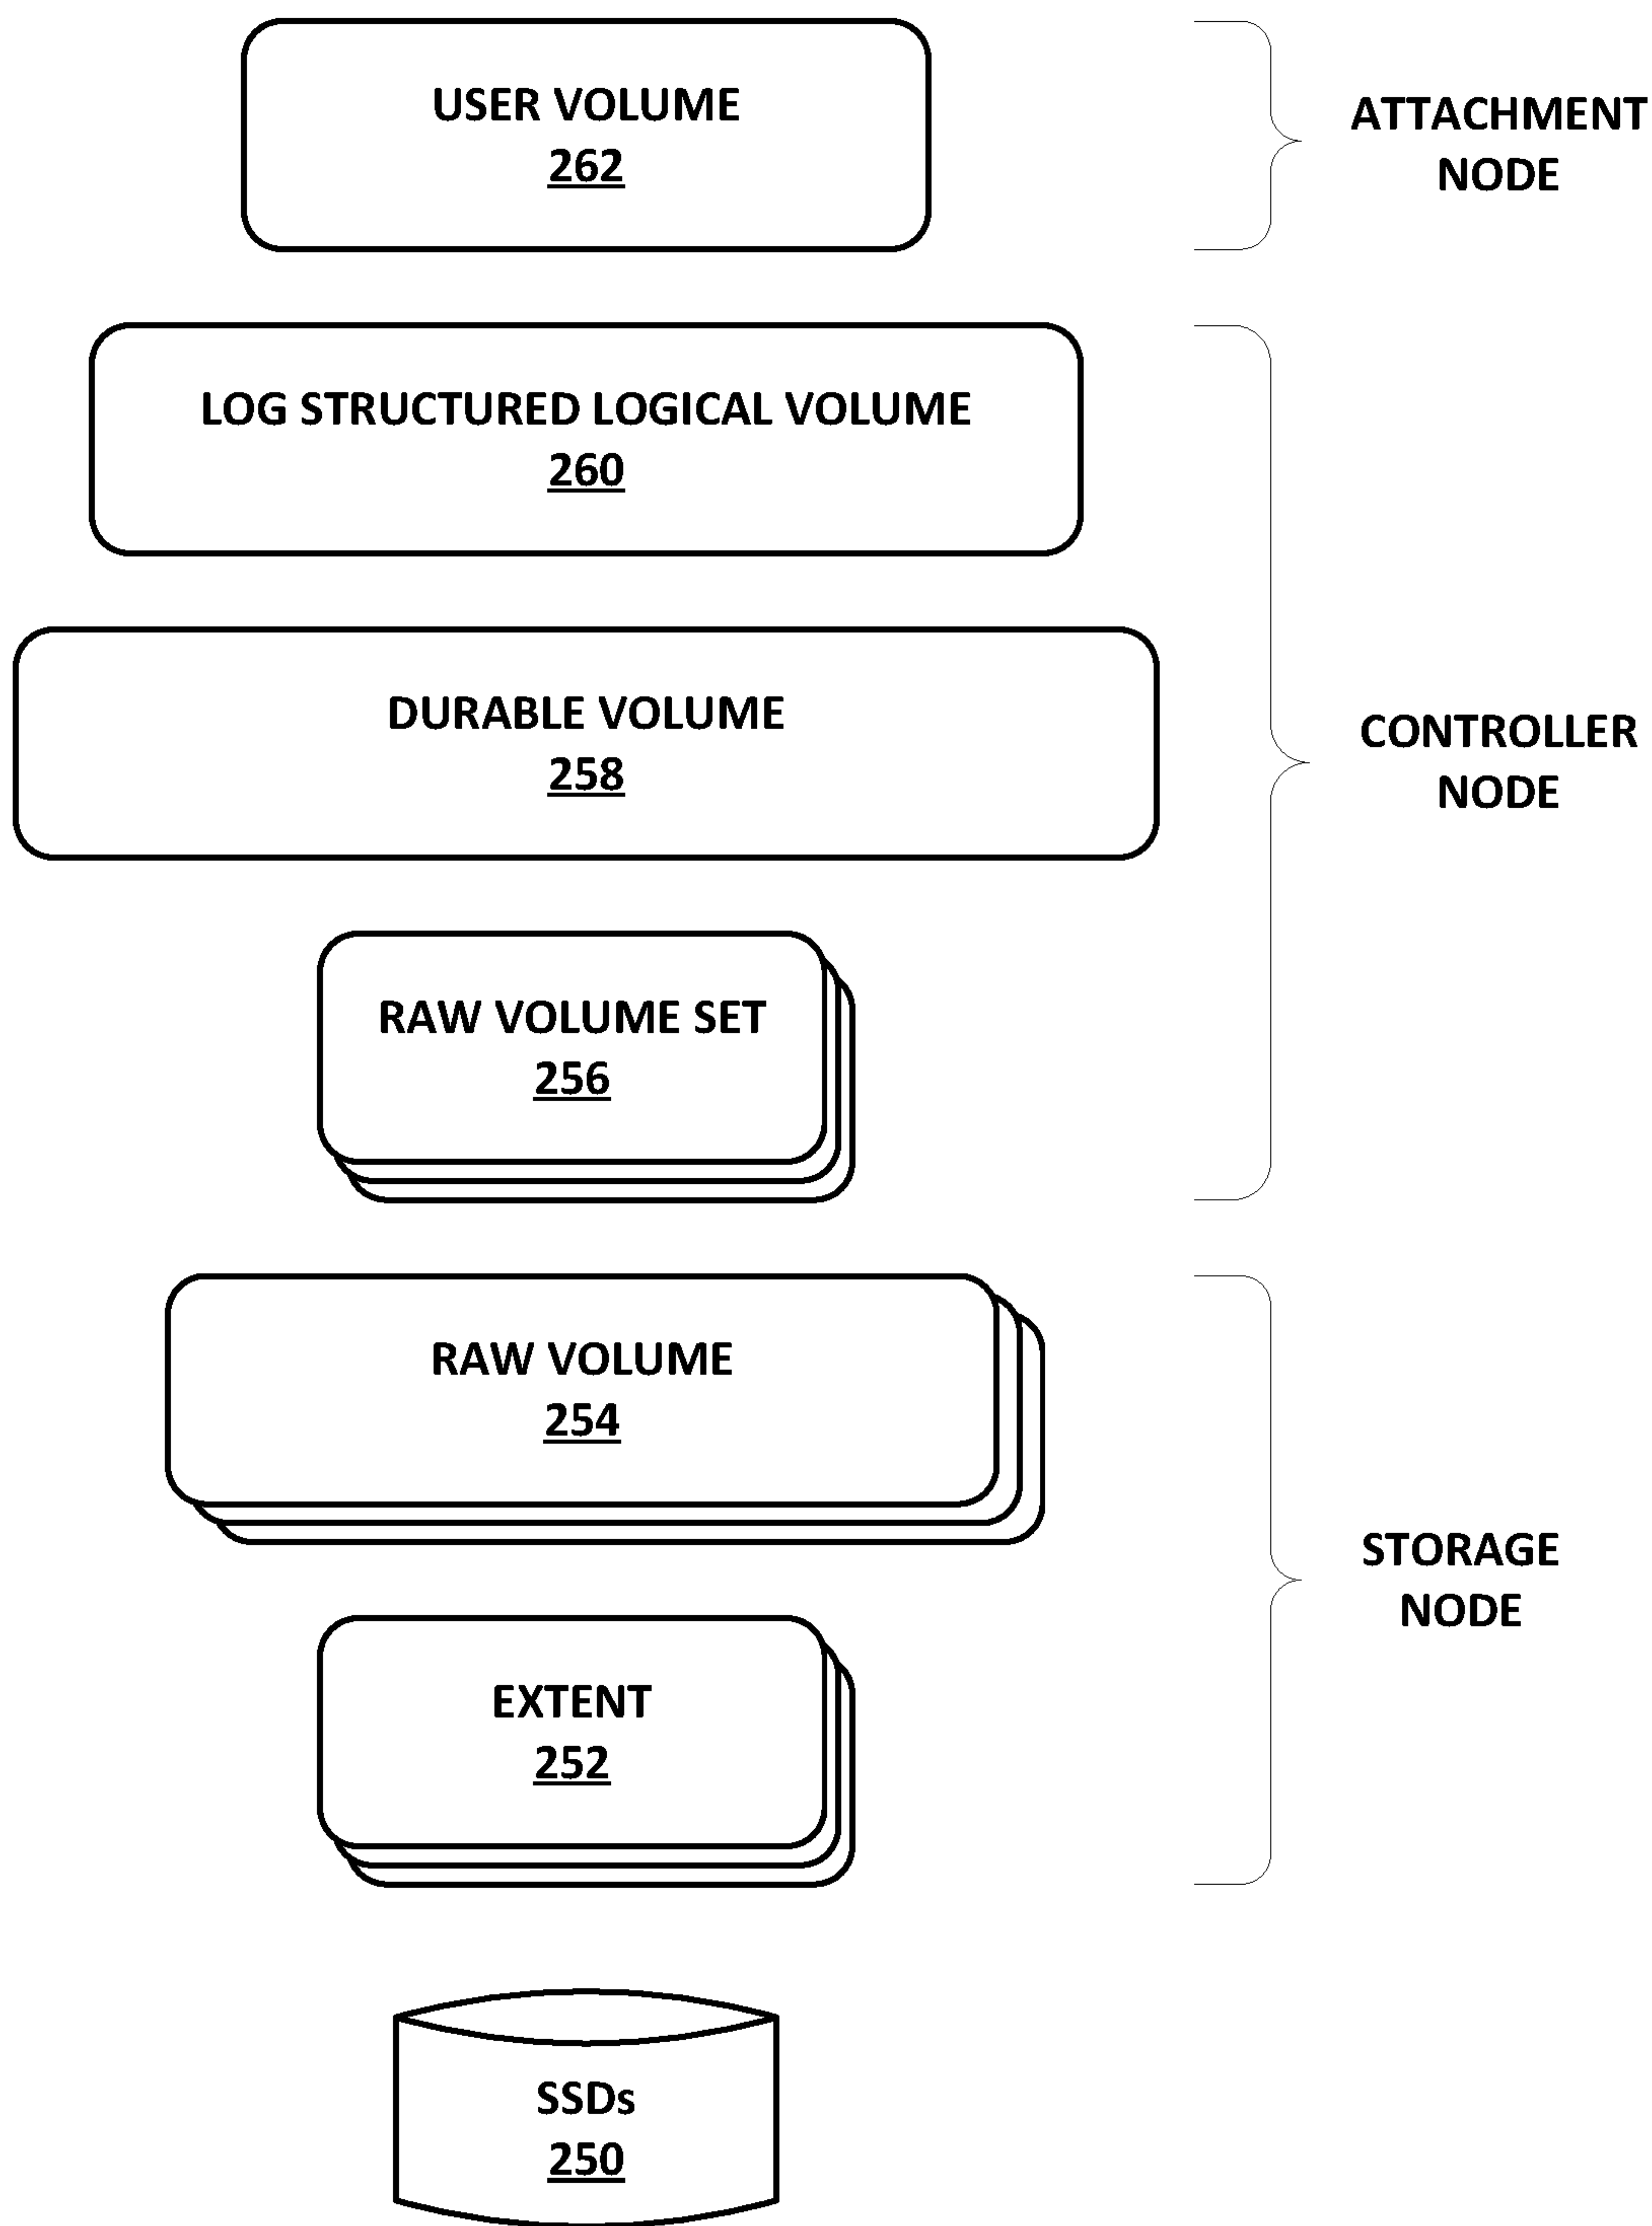 USER VOLUME
262
ATTACHMENT
NODE
LOG STRUCTURED LOGICAL VOLUME
260
DURABLE VOLUME
258
CONTROLLER
NODE
RAW VOLUME SET
256
RAW VOLUME
254
STORAGE
NODE
EXTENT
252
SSDs
250